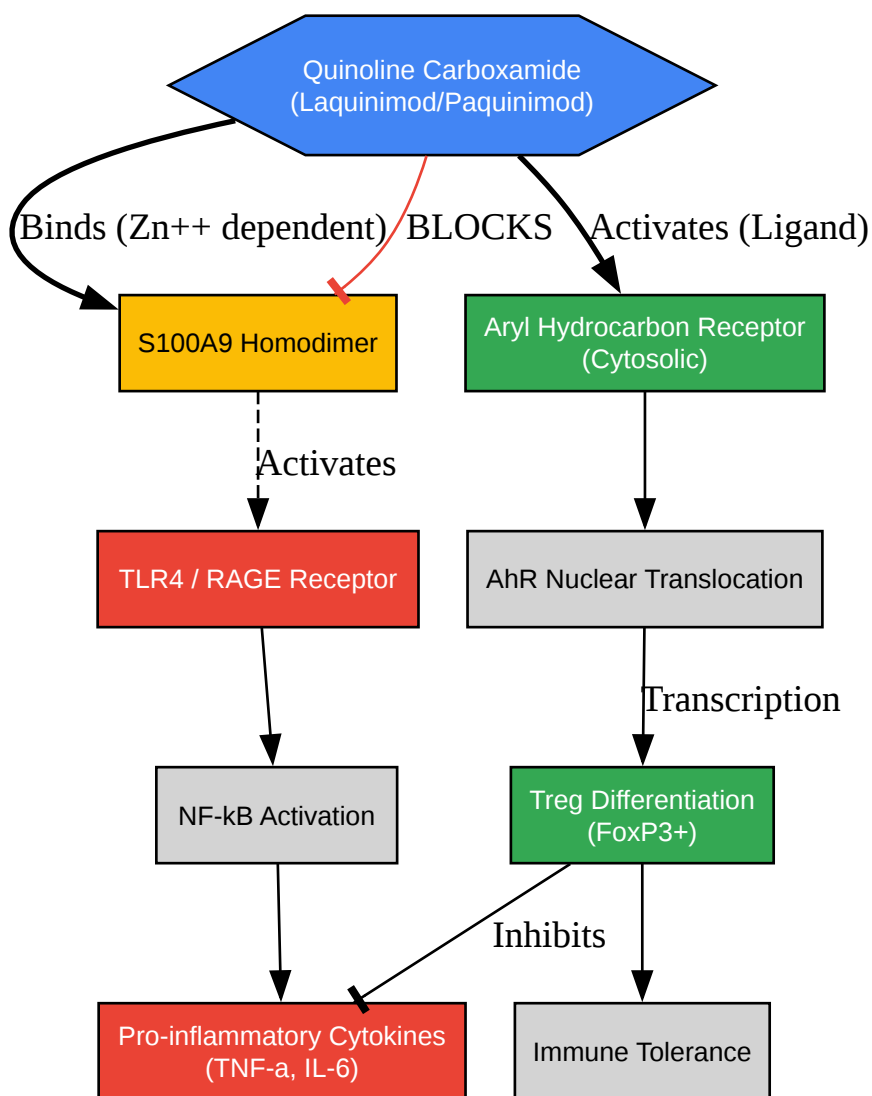 Quinoline Carboxamide
(Laquinimod/Paquinimod)
Binds (Zn++ dependent)
BLOCKS
Activates (Ligand)
S100A9 Homodimer
Aryl Hydrocarbon Receptor
(Cytosolic)
Activates
TLR4 / RAGE Receptor
AhR Nuclear Translocation
Transcription
NF-kB Activation
Treg Differentiation
(FoxP3+)
Inhibits
Pro-inflammatory Cytokines
(TNF-a, IL-6)
Immune Tolerance